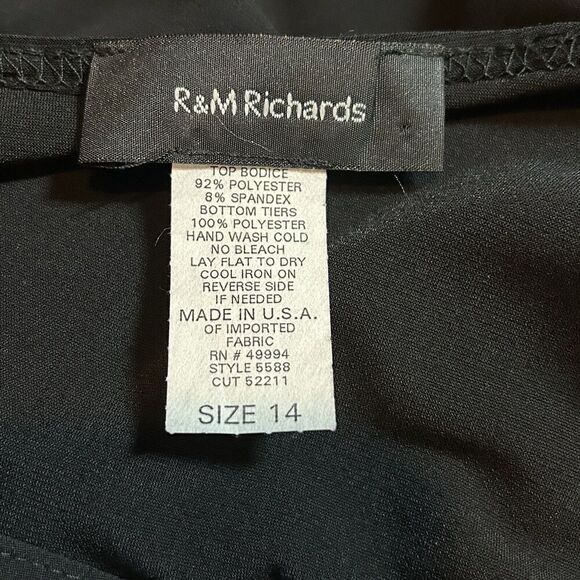 R&M Richards
TOP BODICE
92% POLYESTER
8% SPANDEX
BOTTOM TIERS
100% POLYESTER
HAND WASH COLD
NO BLEACH
LAY FLAT TO DRY
COOL IRON ON
REVERSE SIDE
IF NEEDED
MADE IN U.S.A.
OF IMPORTED
FABRIC
RN # 49994
STYLE 5588
CUT 52211
SIZE 14